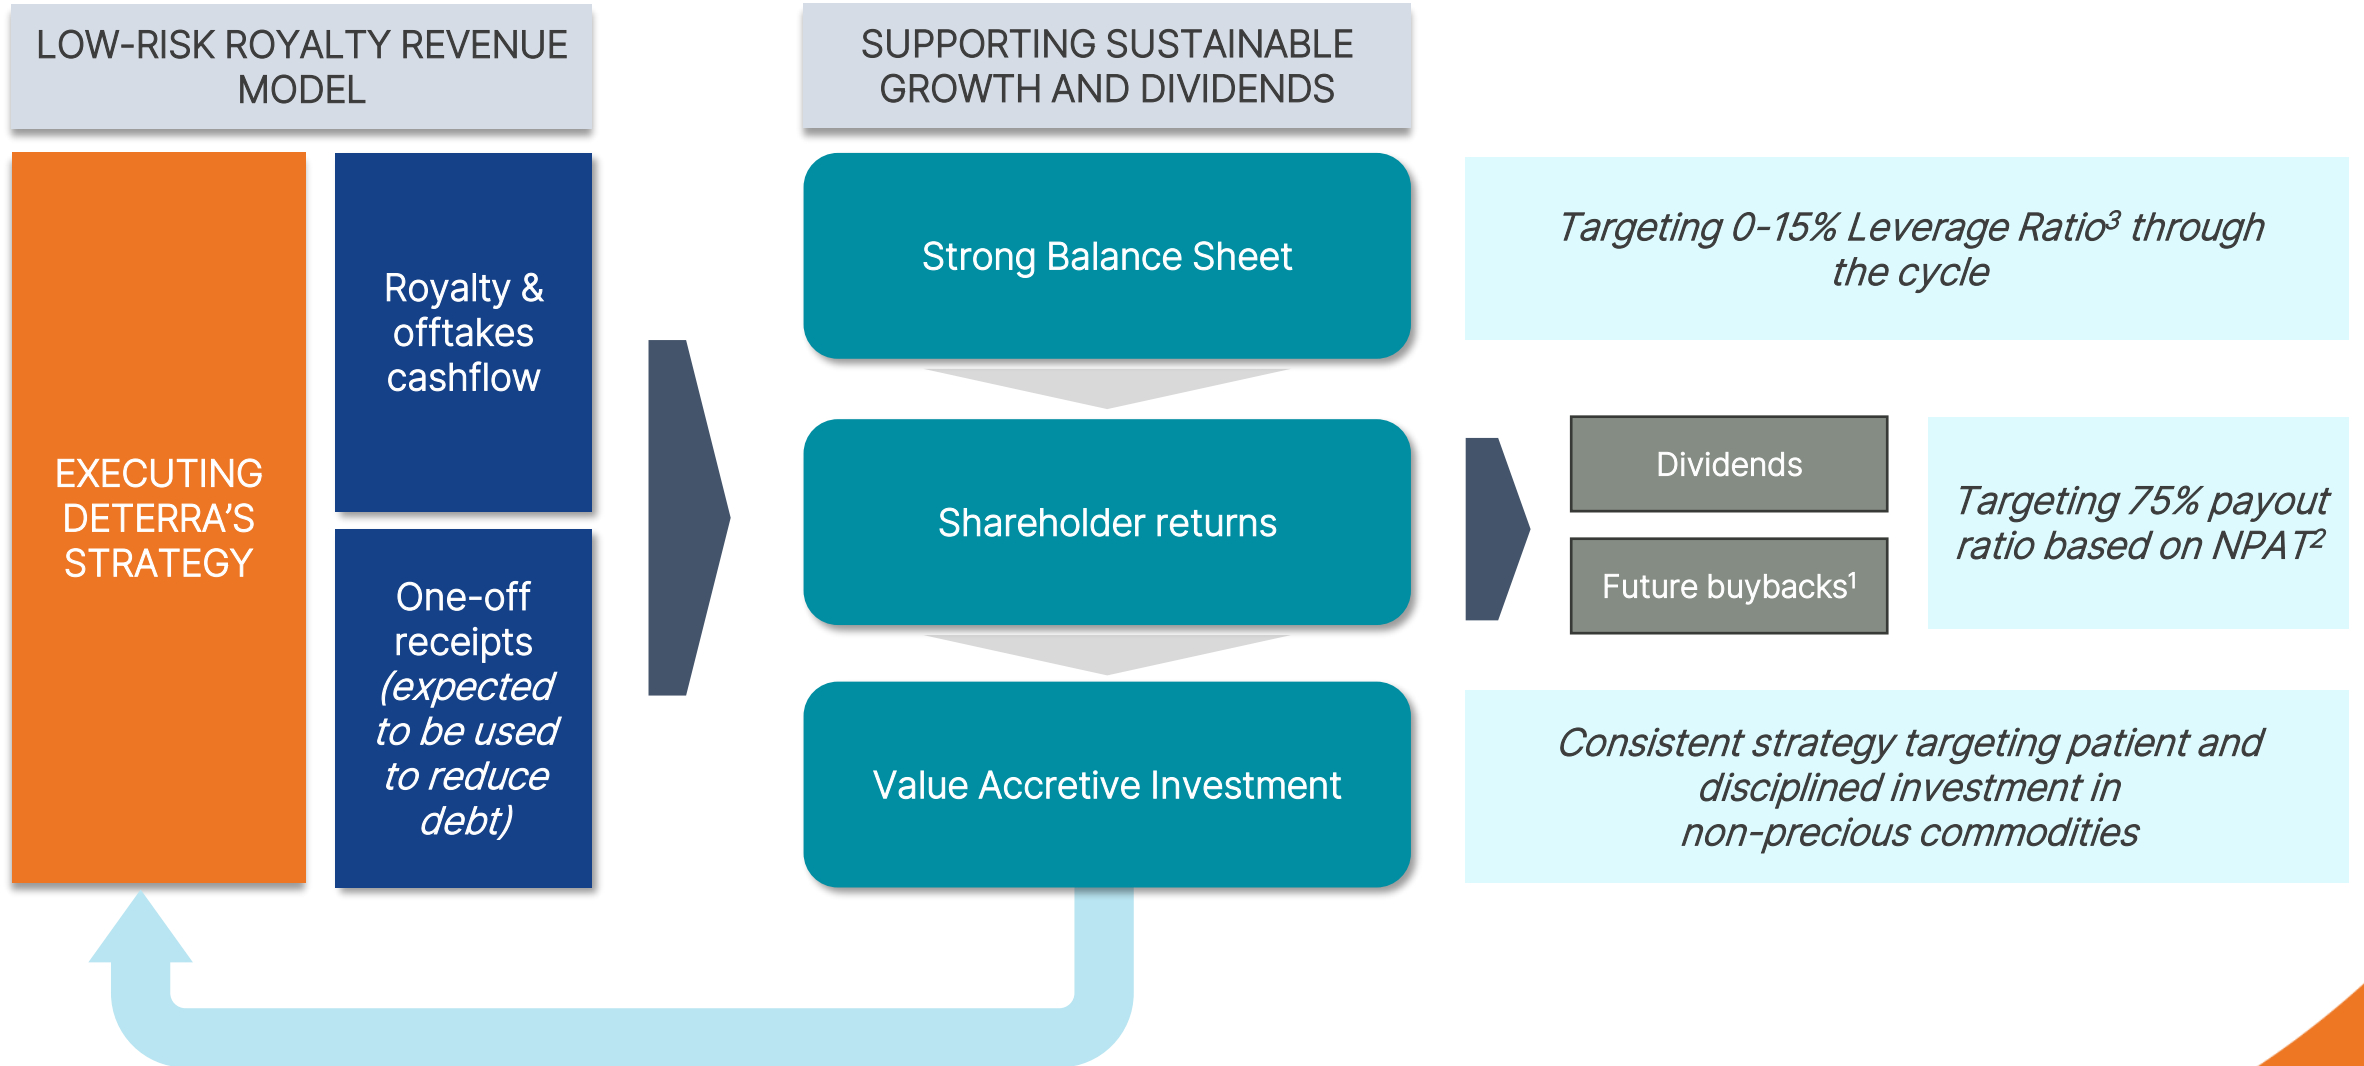 LOW-RISK ROYALTY REVENUE
MODEL
SUPPORTING SUSTAINABLE
GROWTH AND DIVIDENDS
EXECUTING
DETERRA’S
STRATEGY
Royalty &
offtakes
cashflow
One-off
receipts
(expected
to be used
to reduce
debt)
Strong Balance Sheet
Targeting 0-15% Leverage Ratio³ through
the cycle
Shareholder returns
Dividends
Future buybacks¹
Targeting 75% payout
ratio based on NPAT²
Value Accretive Investment
Consistent strategy targeting patient and
disciplined investment in
non-precious commodities